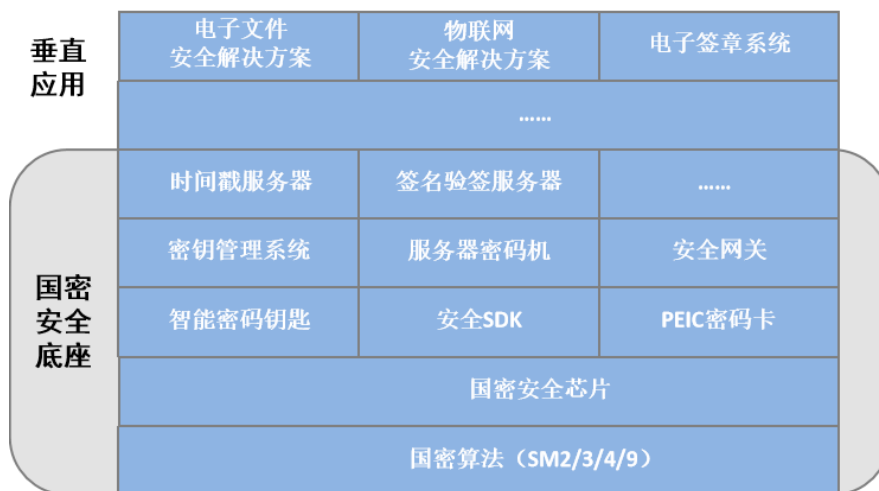 垂直
应用
电子文件
安全解决方案
物联网
安全解决方案
电子签章系统
......
国密
安全
底座
时间戳服务器
签名验签服务器
......
密钥管理系统
服务器密码机
安全网关
智能密码钥匙
安全SDK
PEIC密码卡
国密安全芯片
国密算法（SM2/3/4/9）